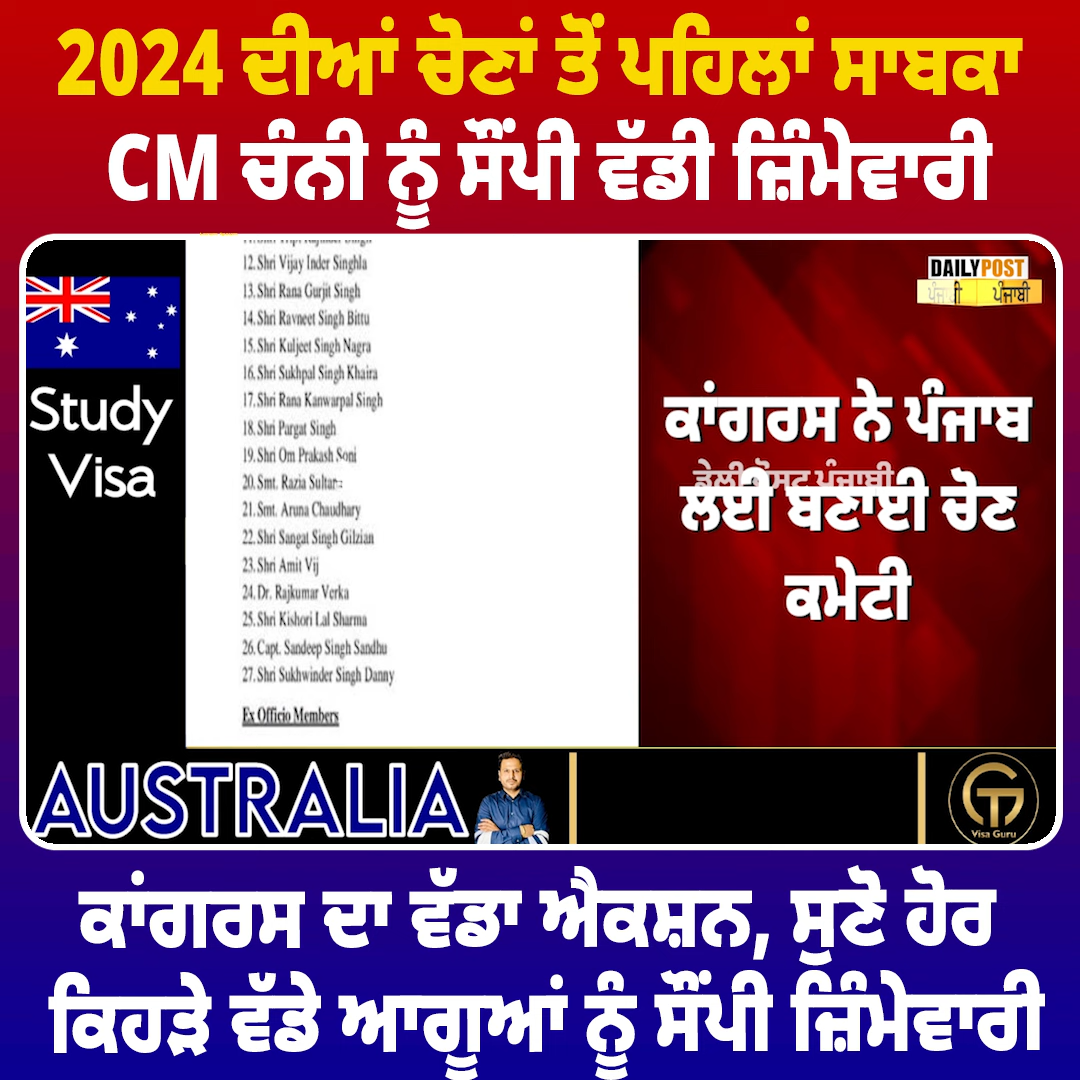 2024 ਦੀਆਂ ਚੋਣਾਂ ਤੋਂ ਪਹਿਲਾਂ ਸਾਬਕਾ
CM ਚੰਨੀ ਨੂੰ ਸੌਂਪੀ ਵੱਡੀ ਜ਼ਿੰਮੇਵਾਰੀ
12.Shri Vijay Inder Singhla
13.Shri Rana Gurjit Singh
14.Shri Ravneet Singh Bittu
15.Shri Kuljeet Singh Nagra
16.Shri Sukhpal Singh Khaira
17.Shri Rana Kanwarpal Singh
18.Shri Pargat Singh
19.Shri Om Prakash Soni
20.Smt. Razia
21.Smt. Aruna Chaudhary
22.Shri Sangat Singh Gilzian
23.Shri Amit Vij
24.Dr. Rajkumar Verka
25.Shri Kishori Lal Sharma
26.Capt. Sandeep Singh Sandhu
27.Shri Sukhwinder Singh Danny
Ex Officio Members
Study
Visa
DAILYPOST
ਪੰਜਾਬੀ
ਕਾਂਗਰਸ ਨੇ ਪੰਜਾਬ
ਲਈ ਬਣਾਈ ਚੋਣ
ਕਮੇਟੀ
AUSTRALIA
Visa Guru
ਕਾਂਗਰਸ ਦਾ ਵੱਡਾ ਐਕਸ਼ਨ, ਸੁਣੋ ਹੋਰ
ਕਿਹੜੇ ਵੱਡੇ ਆਗੂਆਂ ਨੂੰ ਸੌਂਪੀ ਜ਼ਿੰਮੇਵਾਰੀ